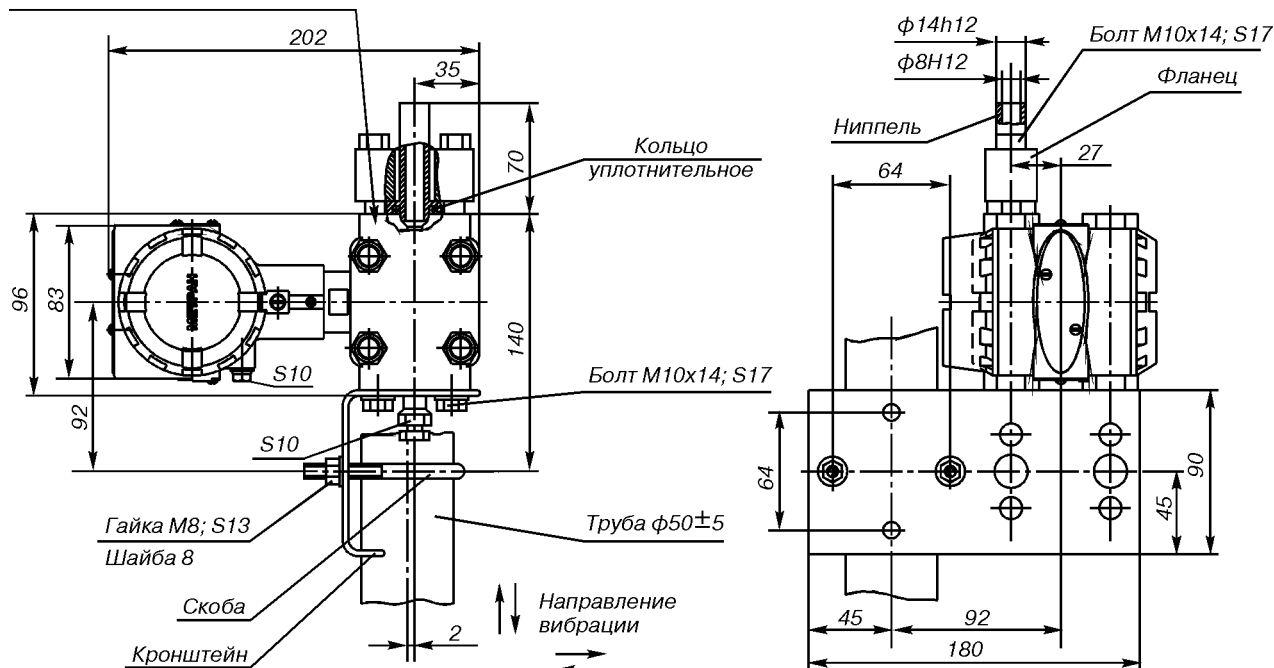 202
35
70
Кольцо
уплотнительное
96
83
МЕТРАН
92
140
S10
Болт М10х14; S17
S10
Гайка М8; S13
Шайба 8
Труба ф50±5
Скоба
Кронштейн
2
Направление
вибрации
ф14h12
Болт М10х14; S17
ф8Н12
Фланец
Ниппель
27
64
64
90
45
45
92
180